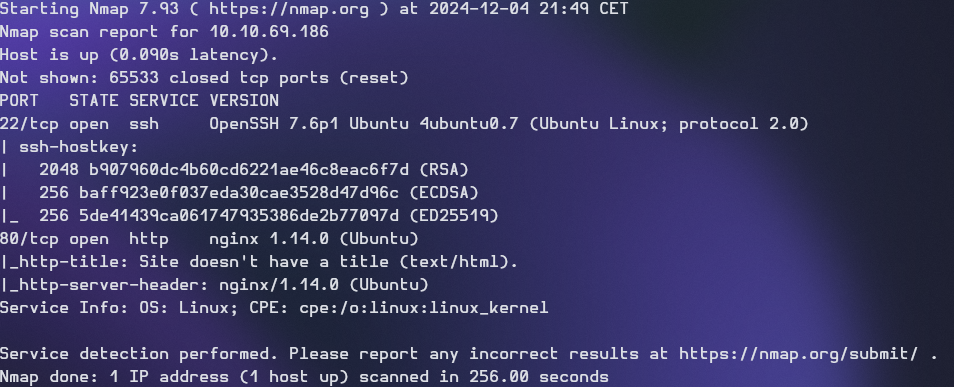 Starting Nmap 7.93 ( https://nmap.org ) at 2024-12-04 21:49 CET
Nmap scan report for 10.10.69.186
Host is up (0.090s latency).
Not shown: 65533 closed tcp ports (reset)
PORT   STATE SERVICE VERSION
22/tcp open  ssh     OpenSSH 7.6p1 Ubuntu 4ubuntu0.7 (Ubuntu Linux; protocol 2.0)
| ssh-hostkey:
|   2048 b907960dc4b60cd6221ae46c8eac6f7d (RSA)
|   256 baff923e0f037eda30cae3528d47d96c (ECDSA)
|_  256 5de41439ca061747935386de2b77097d (ED25519)
80/tcp open  http    nginx 1.14.0 (Ubuntu)
|_http-title: Site doesn't have a title (text/html).
|_http-server-header: nginx/1.14.0 (Ubuntu)
Service Info: OS: Linux; CPE: cpe:/o:linux:linux_kernel
Service detection performed. Please report any incorrect results at https://nmap.org/submit/ .
Nmap done: 1 IP address (1 host up) scanned in 256.00 seconds